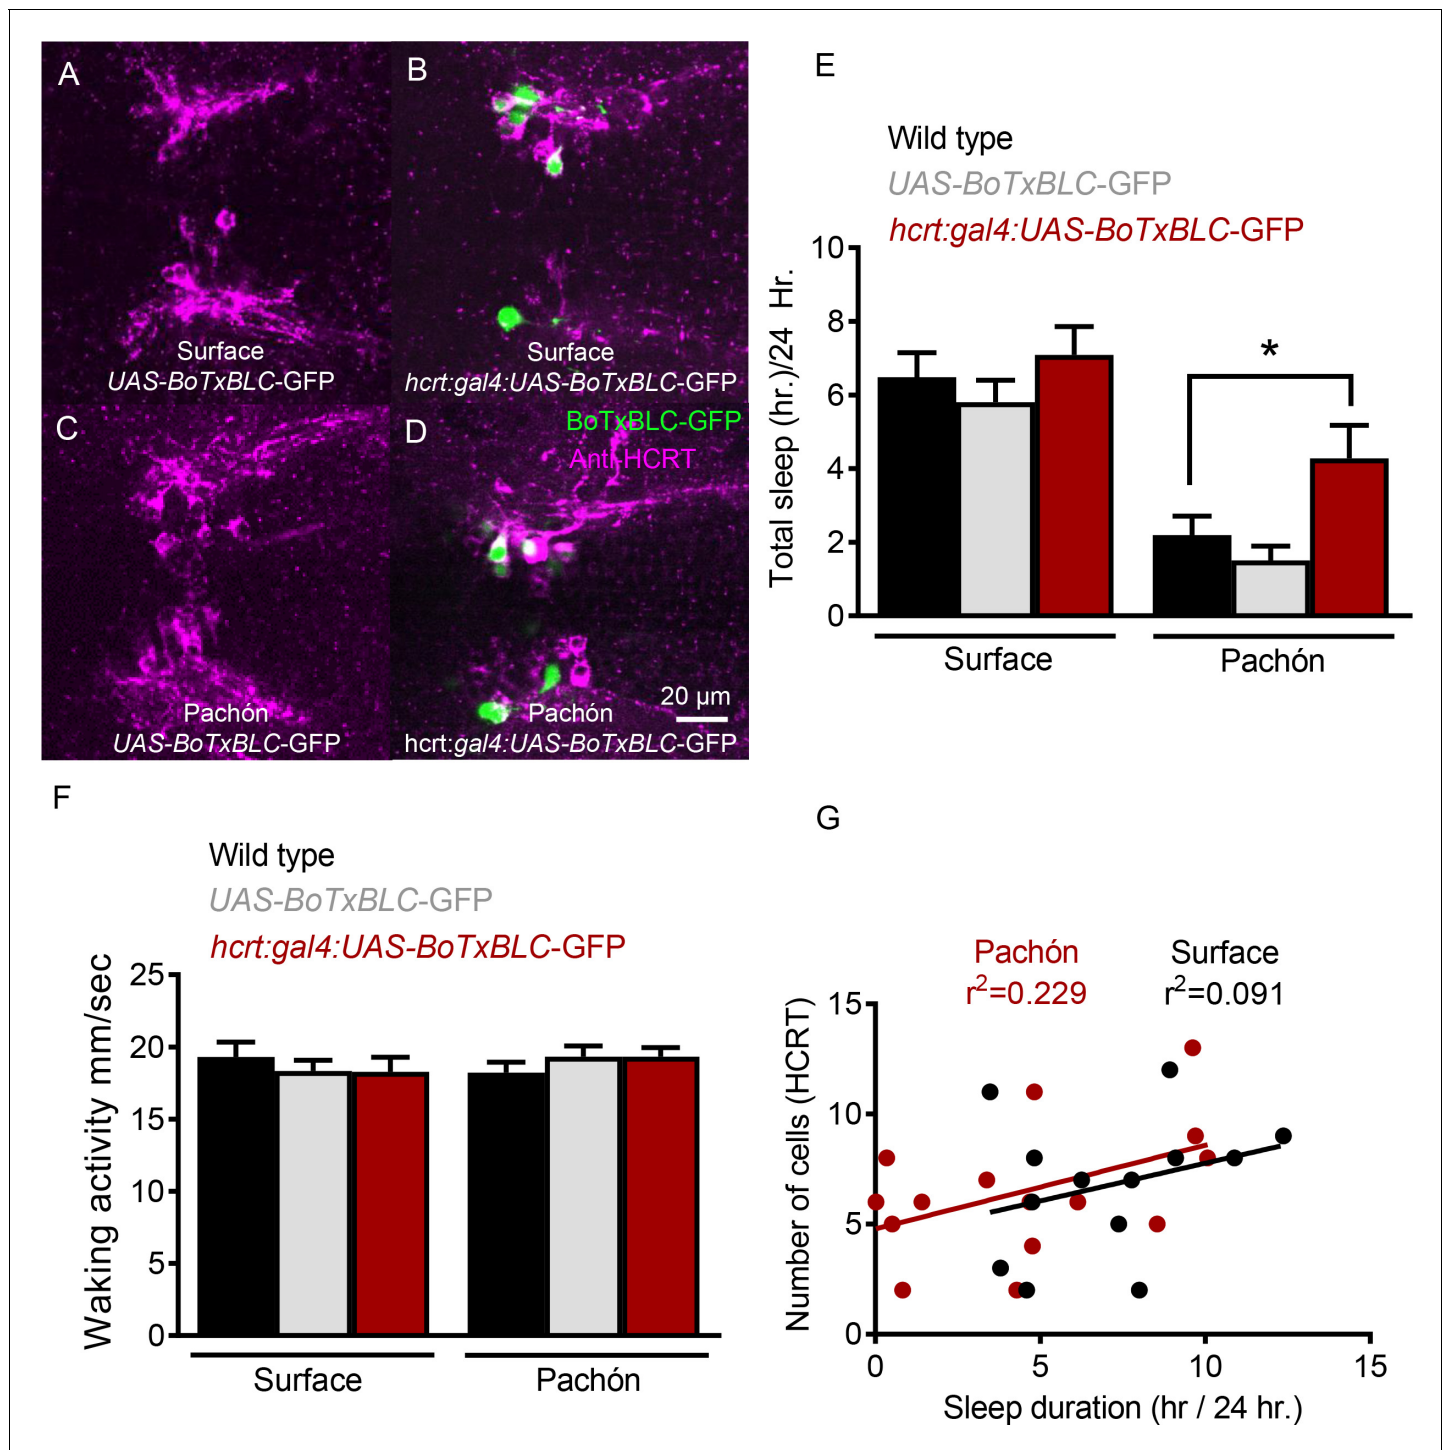 A
Surface
UAS-BoTxBLC-GFP
B
Surface
hcrt:gal4:UAS-BoTxBLC-GFP
C
Pachón
UAS-BoTxBLC-GFP
D
BoTxBLC-GFP
Anti-HCRT
20 µm
Pachón
hcrt:gal4:UAS-BoTxBLC-GFP
E
Wild type
UAS-BoTxBLC-GFP
hcrt:gal4:UAS-BoTxBLC-GFP
Total sleep (hr.)/24 Hr.
10
8
6
4
2
0
*
Surface
Pachón
F
Wild type
UAS-BoTxBLC-GFP
hcrt:gal4:UAS-BoTxBLC-GFP
Waking activity mm/sec
25
20
15
10
5
0
Surface
Pachón
G
Pachón
r²=0.229
Surface
r²=0.091
Number of cells (HCRT)
15
10
5
0
0 5 10 15
Sleep duration (hr / 24 hr.)